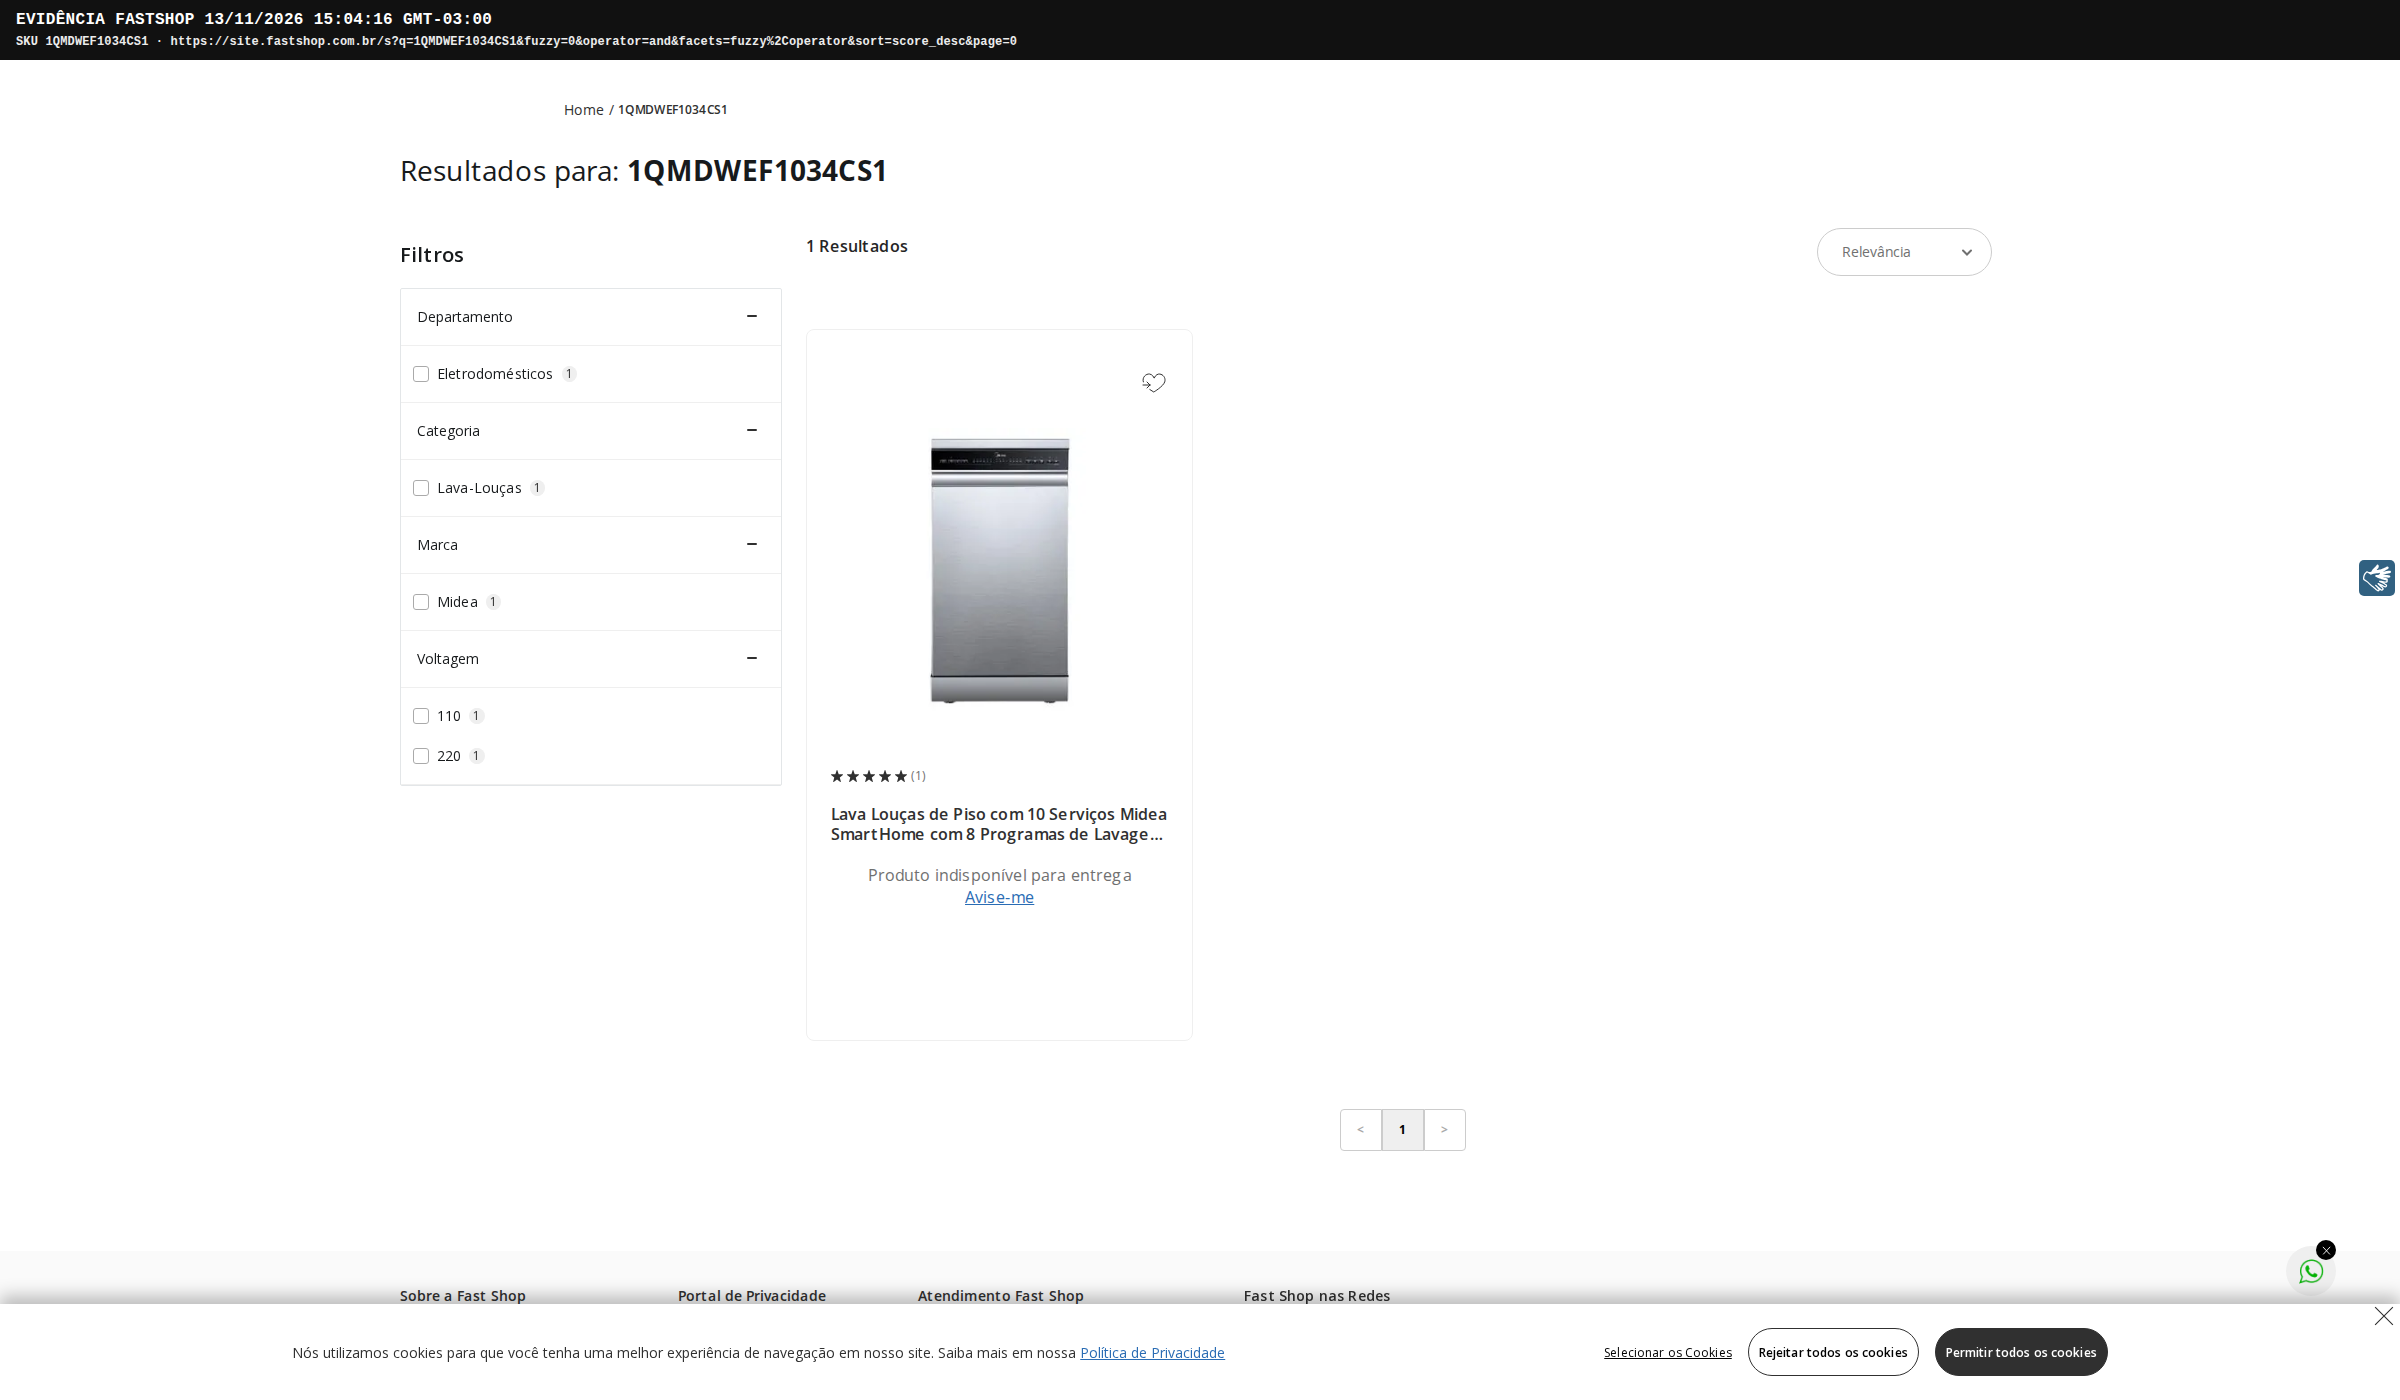 EVIDÊNCIA FASTSHOP 13/11/2026 15:04:16 GMT-03:00
SKU 1QMDWEF1034CS1 · https://site.fastshop.com.br/s?q=1QMDWEF1034CS1&fuzzy=0&operator=and&facets=fuzzy%2Coperator&sort=score_desc&page=0
Home / 1QMDWEF1034CS1
Resultados para: 1QMDWEF1034CS1
Filtros
1 Resultados
Relevância
Departamento
Eletrodomésticos 1
Categoria
Lava-Louças 1
Marca
Midea 1
Voltagem
110 1
220 1
(1)
Lava Louças de Piso com 10 Serviços Midea
SmartHome com 8 Programas de Lavage...
Produto indisponível para entrega
Avise-me
< 1 >
Sobre a Fast Shop
Portal de Privacidade
Atendimento Fast Shop
Fast Shop nas Redes
Nós utilizamos cookies para que você tenha uma melhor experiência de navegação em nosso site. Saiba mais em nossa Política de Privacidade
Selecionar os Cookies
Rejeitar todos os cookies
Permitir todos os cookies